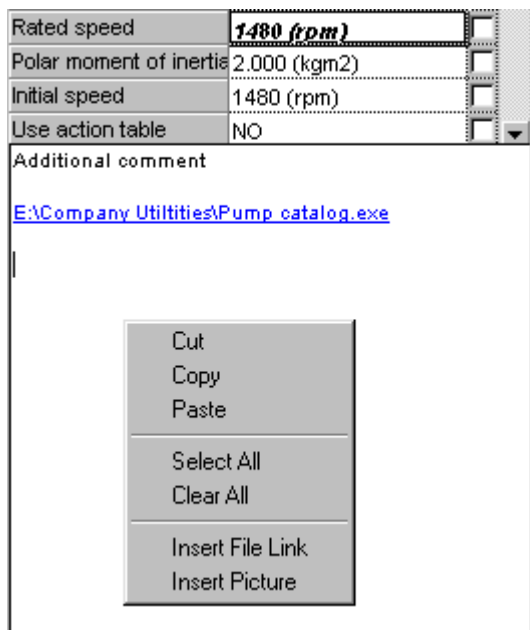 Rated speed 1480 (rpm)
Polar moment of inertia 2.000 (kgm2)
Initial speed 1480 (rpm)
Use action table NO
Additional comment
E:\Company Utiltities\Pump catalog.exe
Cut
Copy
Paste
Select All
Clear All
Insert File Link
Insert Picture